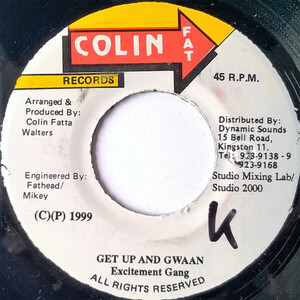 COLIN
FAT
RECORDS
45 R.P.M.
Arranged &
Produced By:
Colin Fatta
Walters
Distributed By:
Dynamic Sounds
15 Bell Road,
Kingston 11.
Tel: 923-9138-9
923-9168
Studio Mixing Lab/
Studio 2000
Engineered By:
Fathead/
Mikey
(C)(P) 1999
K
GET UP AND GWAAN
Excitement Gang
ALL RIGHTS RESERVED